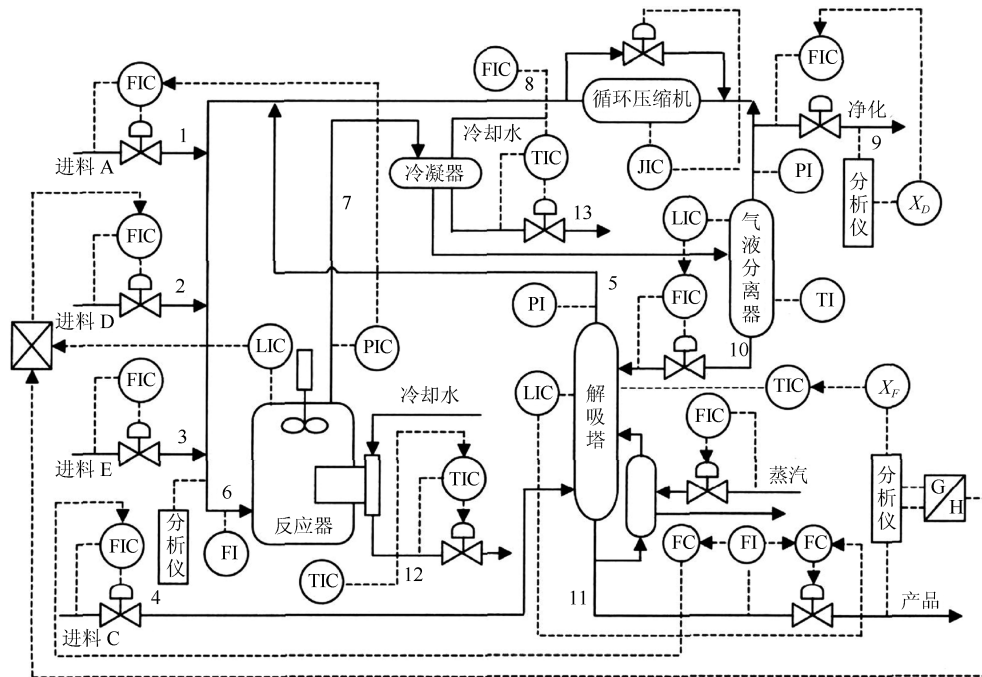 FIC
8
FIC
FIC
循环压缩机
净化
1
冷却水
9
进料 A
TIC
JIC
PI
分析仪
X_D
冷凝器
7
13
LIC
气液分离器
FIC
2
5
FIC
TI
进料 D
PI
10
LIC
PIC
LIC
解吸塔
TIC
X_F
FIC
冷却水
FIC
3
TIC
蒸汽
进料 E
分析仪
G
H
6
FIC
分析仪
反应器
FI
FC
FI
FC
TIC
12
4
11
产品
进料 C